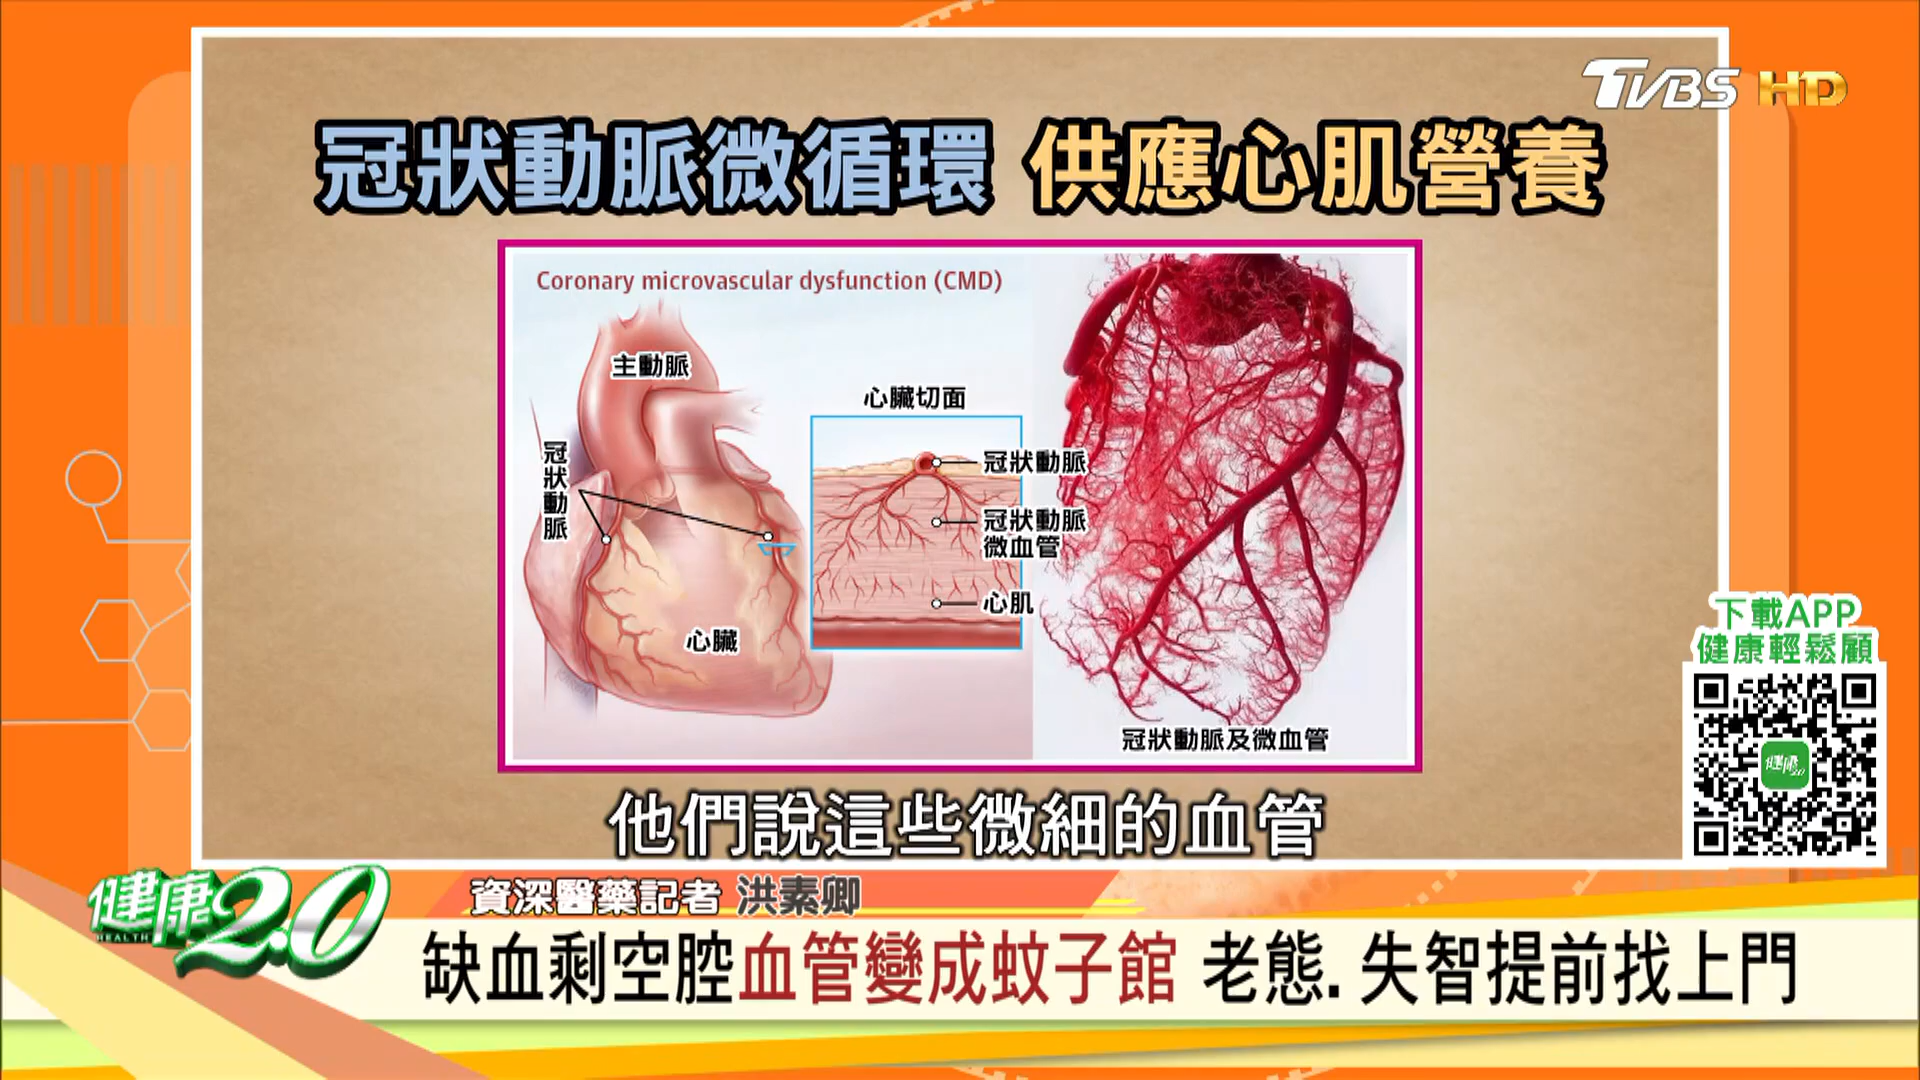 TVBS HD
冠狀動脈微循環 供應心肌營養
Coronary microvascular dysfunction (CMD)
主動脈
冠狀動脈
心臟
心臟切面
冠狀動脈
冠狀動脈
微血管
心肌
冠狀動脈及微血管
下載APP
健康輕鬆顧
健康2.0
他們說這些微細的血管
健康2.0
HEALTH
資深醫藥記者 洪素卿
缺血剩空腔血管變成蚊子館 老態.失智提前找上門